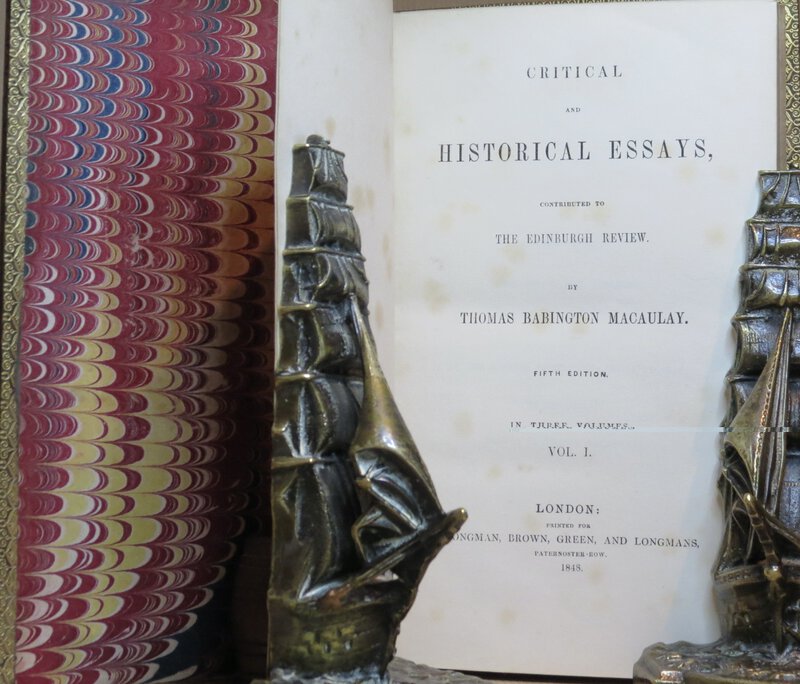 CRITICAL
AND
HISTORICAL ESSAYS,
CONTRIBUTED TO
THE EDINBURGH REVIEW.
BY
THOMAS BABINGTON MACAULAY.
FIFTH EDITION.
IN THREE VOLUMES.
VOL. I.
LONDON:
PRINTED FOR
ONGMAN, BROWN, GREEN, AND LONGMANS,
PATERNOSTER-ROW.
1848.